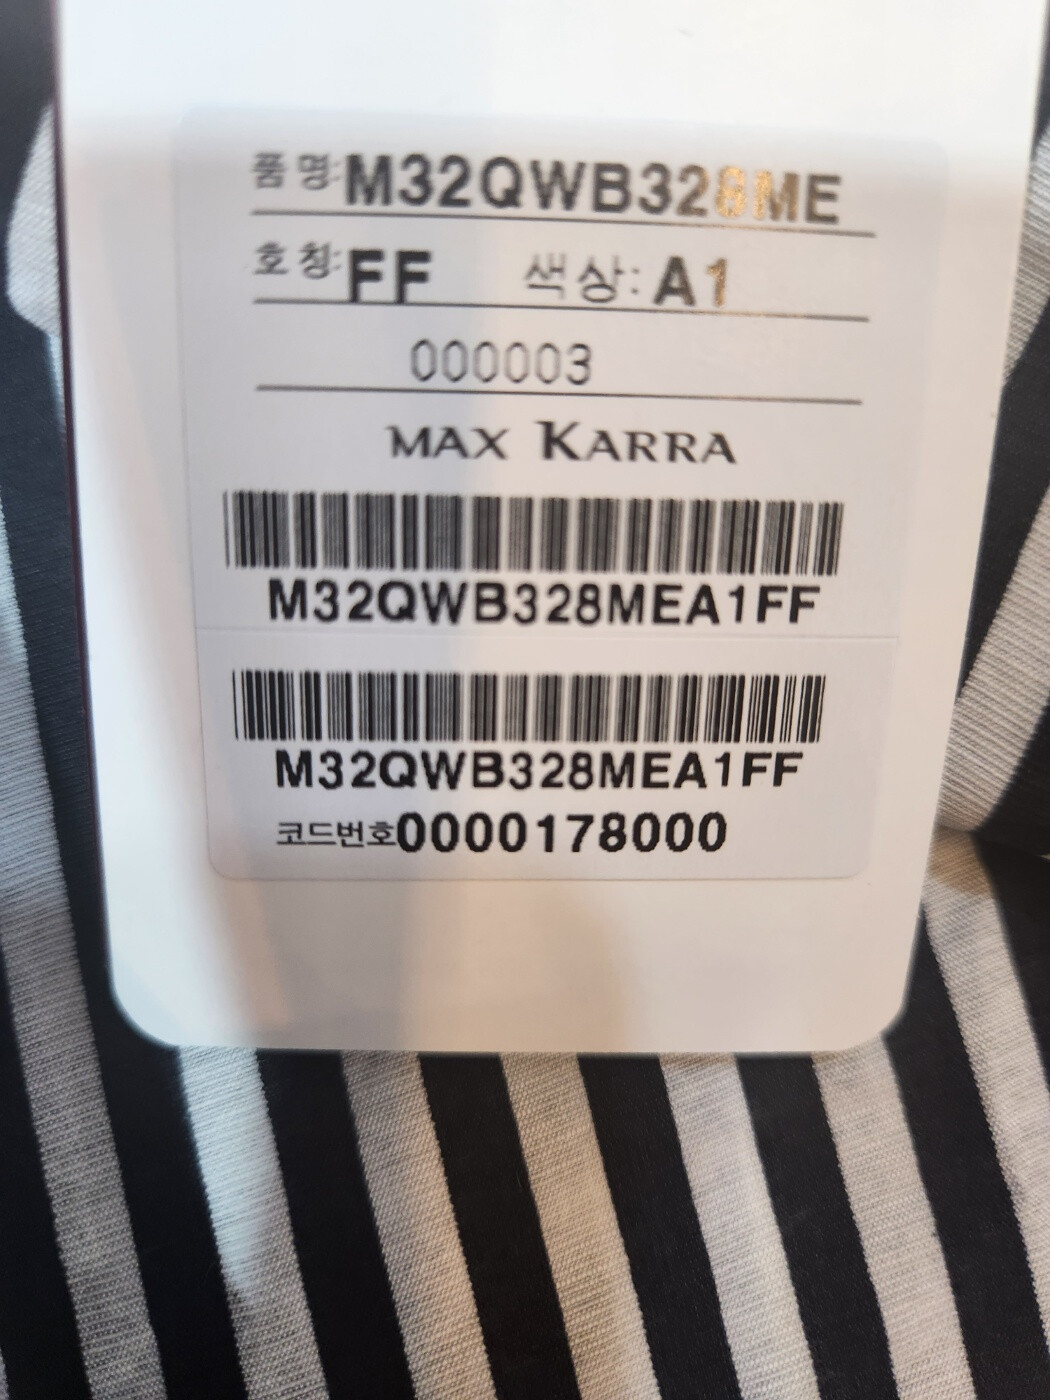 품 명:M32QWB328ME
호 칭:FF 색 상:A1
000003
MAX KARRA
M32QWB328MEA1FF
M32QWB328MEA1FF
코드번호0000178000